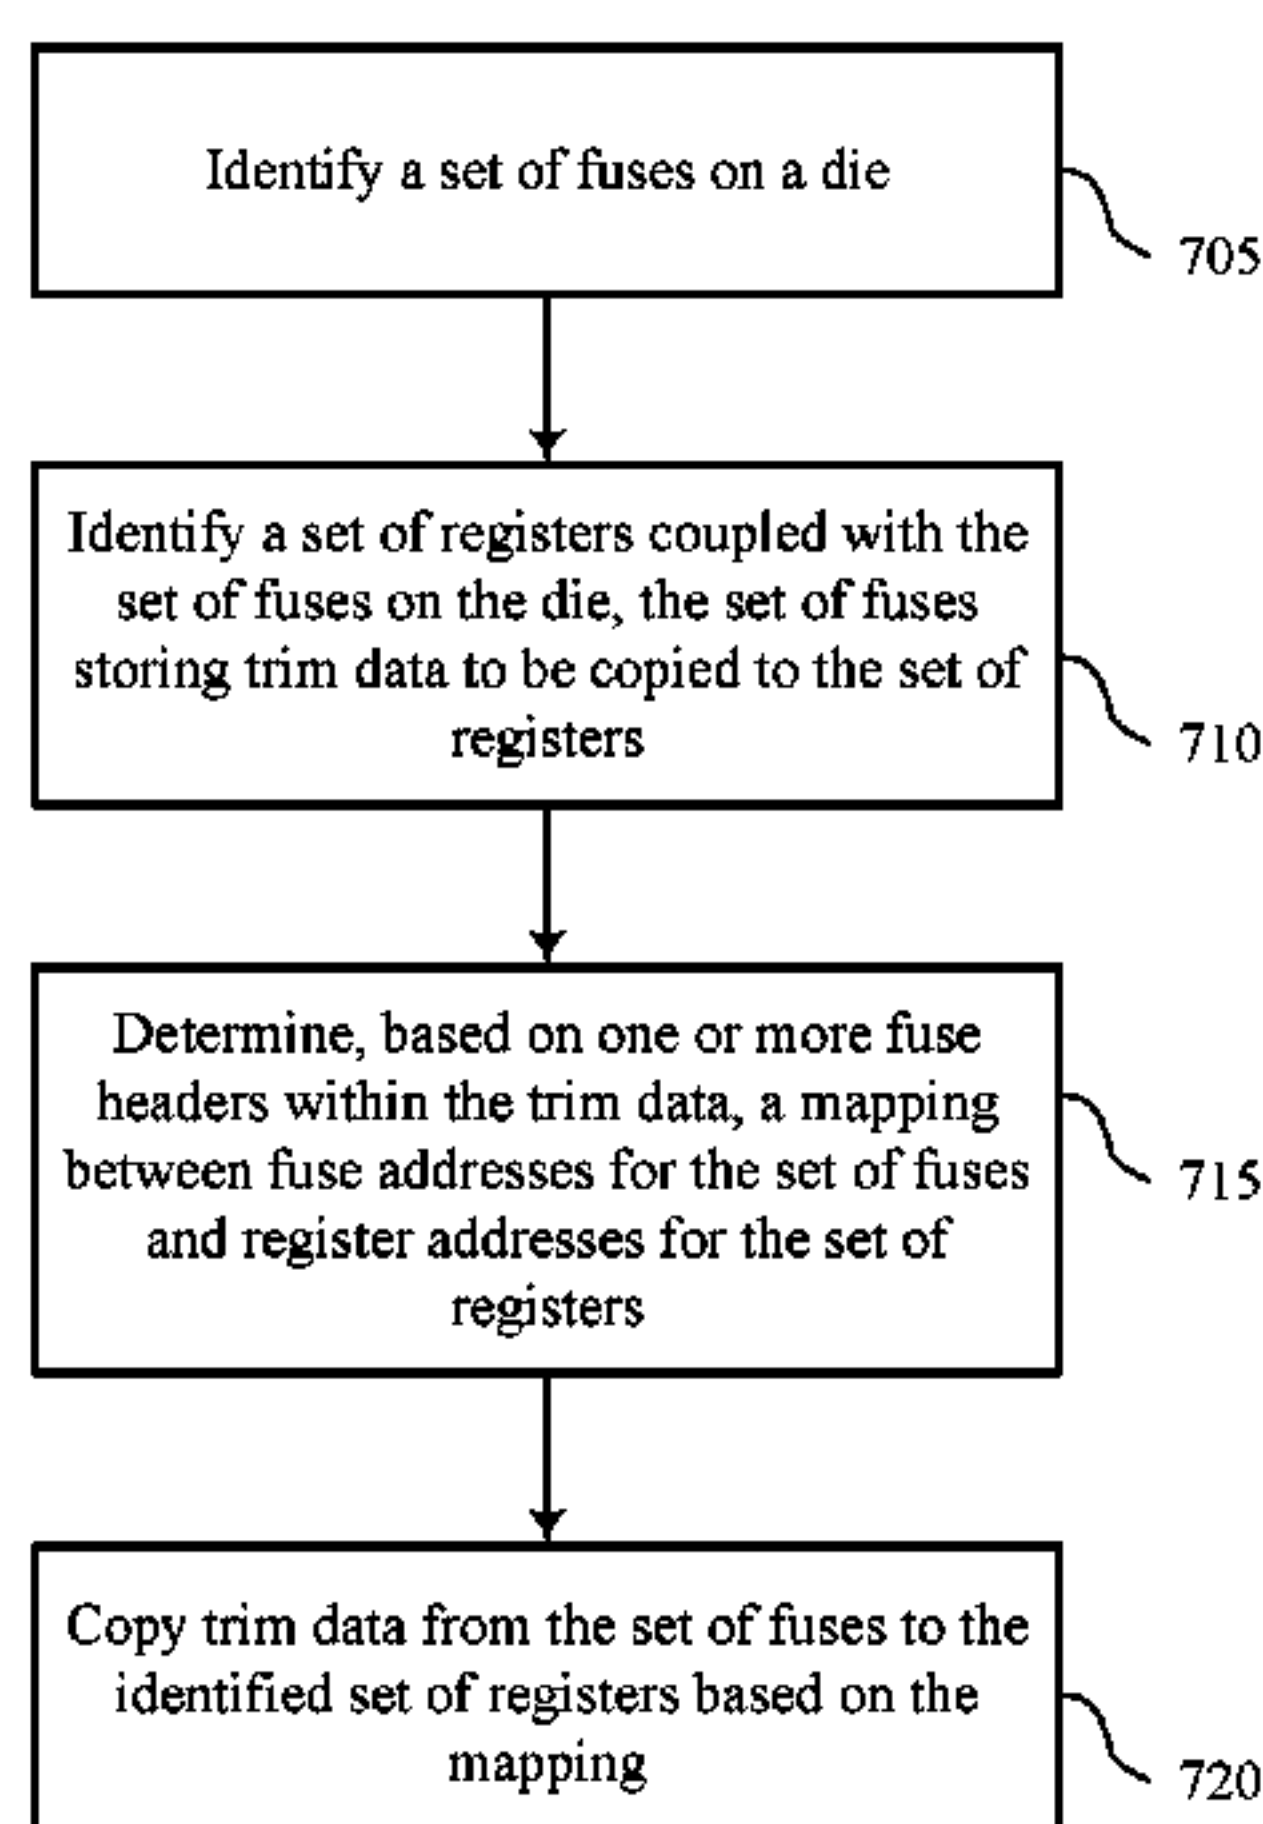 Identify a set of fuses on a die
705
Identify a set of registers coupled with the
set of fuses on the die, the set of fuses
storing trim data to be copied to the set of
registers
710
Determine, based on one or more fuse
headers within the trim data, a mapping
between fuse addresses for the set of fuses
and register addresses for the set of
registers
715
Copy trim data from the set of fuses to the
identified set of registers based on the
mapping
720